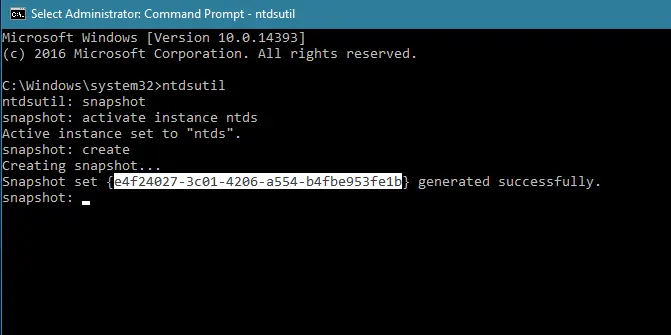 Select Administrator: Command Prompt - ntdsutil
Microsoft Windows [Version 10.0.14393]
(c) 2016 Microsoft Corporation. All rights reserved.
C:\Windows\system32>ntdsutil
ntdsutil: snapshot
snapshot: activate instance ntds
Active instance set to "ntds".
snapshot: create
Creating snapshot...
Snapshot set {e4f24027-3c01-4206-a554-b4fbe953fe1b} generated successfully.
snapshot: